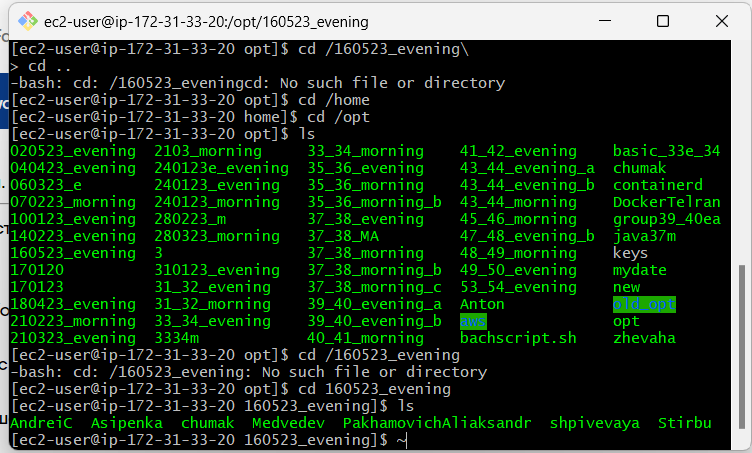 ec2-user@ip-172-31-33-20:/opt/160523_evening
[ec2-user@ip-172-31-33-20 opt]$ cd /160523_evening\
> cd ..
-bash: cd: /160523_eveningcd: No such file or directory
[ec2-user@ip-172-31-33-20 opt]$ cd /home
[ec2-user@ip-172-31-33-20 home]$ cd /opt
[ec2-user@ip-172-31-33-20 opt]$ ls
020523_evening  2103_morning    33_34_morning    41_42_evening    basic_33e_34
040423_evening  240123e_evening 35_36_evening    43_44_evening_a  chumak
060323_e        240123_evening  35_36_morning    43_44_evening_b  containerd
070223_morning  240123_morning  35_36_morning_b  43_44_morning    DockerTelran
100123_evening  280223_m        37_38_evening    45_46_morning    group39_40ea
140223_evening  280323_morning  37_38_MA         47_48_evening_b  java37m
160523_evening  3               37_38_morning    48_49_morning    keys
170120          310123_evening  37_38_morning_b  49_50_evening    mydate
170123          31_32_evening   37_38_morning_c  53_54_evening    new
180423_evening  31_32_morning   39_40_evening_a  Anton            pid_opt
210223_morning  33_34_evening   39_40_evening_b  aws              opt
210323_evening  3334m           40_41_morning    bachscript.sh    zhevaha
[ec2-user@ip-172-31-33-20 opt]$ cd /160523_evening
-bash: cd: /160523_evening: No such file or directory
[ec2-user@ip-172-31-33-20 opt]$ cd 160523_evening
[ec2-user@ip-172-31-33-20 160523_evening]$ ls
AndreiC  Asipenka  chumak  Medvedev  PakhamovichAliaksandr  shpivevaya  Stirbu
[ec2-user@ip-172-31-33-20 160523_evening]$ ~